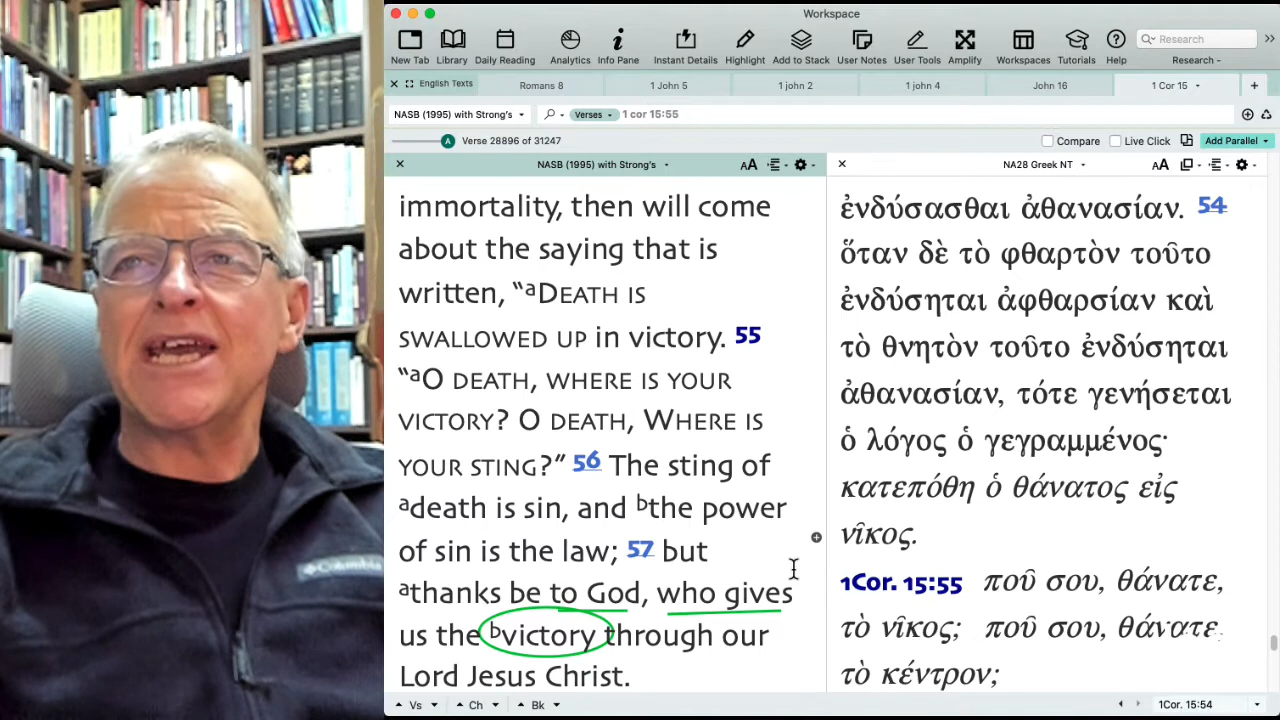 Workspace
New Tab
Library
Daily Reading
Analytics
Info Pane
Instant Details
Highlight
Add to Stack
User Notes
User Tools
Amplify
Workspaces
Tutorials
Help
Research
Research
English Texts
Romans 8
1 John 5
1 john 2
1 john 4
John 16
1 Cor 15
NASB (1995) with Strong's
Verses
1 cor 15:55
Verse 28896 of 31247
Compare
Live Click
Add Parallel
NASB (1995) with Strong's
immortality, then will come
about the saying that is
written, “aDEATH IS
SWALLOWED UP in victory. 55
“aO DEATH, WHERE IS YOUR
VICTORY? O DEATH, WHERE IS
YOUR STING?” 56 The sting of
adeath is sin, and bthe power
of sin is the law; 57 but
athanks be to God, who gives
us the bvictory through our
Lord Jesus Christ.
NA28 Greek NT
ἐνδύσασθαι ἀθανασίαν. 54
ὅταν δὲ τὸ φθαρτὸν τοῦτο
ἐνδύσηται ἀφθαρσίαν καὶ
τὸ θνητὸν τοῦτο ἐνδύσηται
ἀθανασίαν, τότε γενήσεται
ὁ λόγος ὁ γεγραμμένος·
κατεπόθη ὁ θάνατος εἰς
νῖκος.
1Cor. 15:55 ποῦ σου, θάνατε,
τὸ νῖκος; ποῦ σου, θάνατε,
τὸ κέντρον;
Vs
Ch
Bk
1Cor. 15:54
Columbia